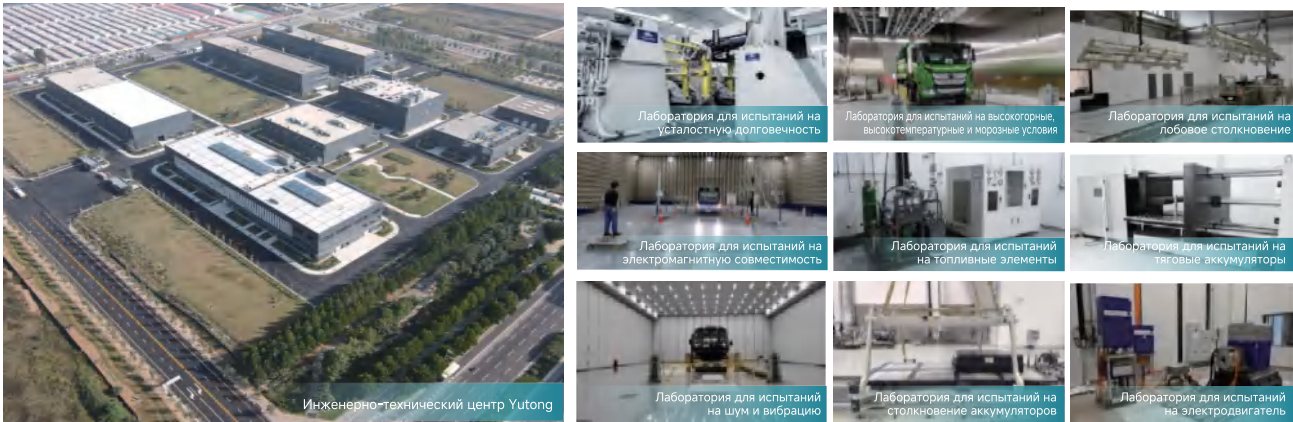 Инженерно-технический центр Yutong
Лаборатория для испытаний на
усталостную долговечность
Лаборатория для испытаний на высокогорные,
высокотемпературные и морозные условия
Лаборатория для испытаний на
лобовое столкновение
Лаборатория для испытаний на
электромагнитную совместимость
Лаборатория для испытаний
на топливные элементы
Лаборатория для испытаний на
тяговые аккумуляторы
Лаборатория для испытаний
на шум и вибрацию
Лаборатория для испытаний на
столкновение аккумуляторов
Лаборатория для испытаний
на электродвигатель